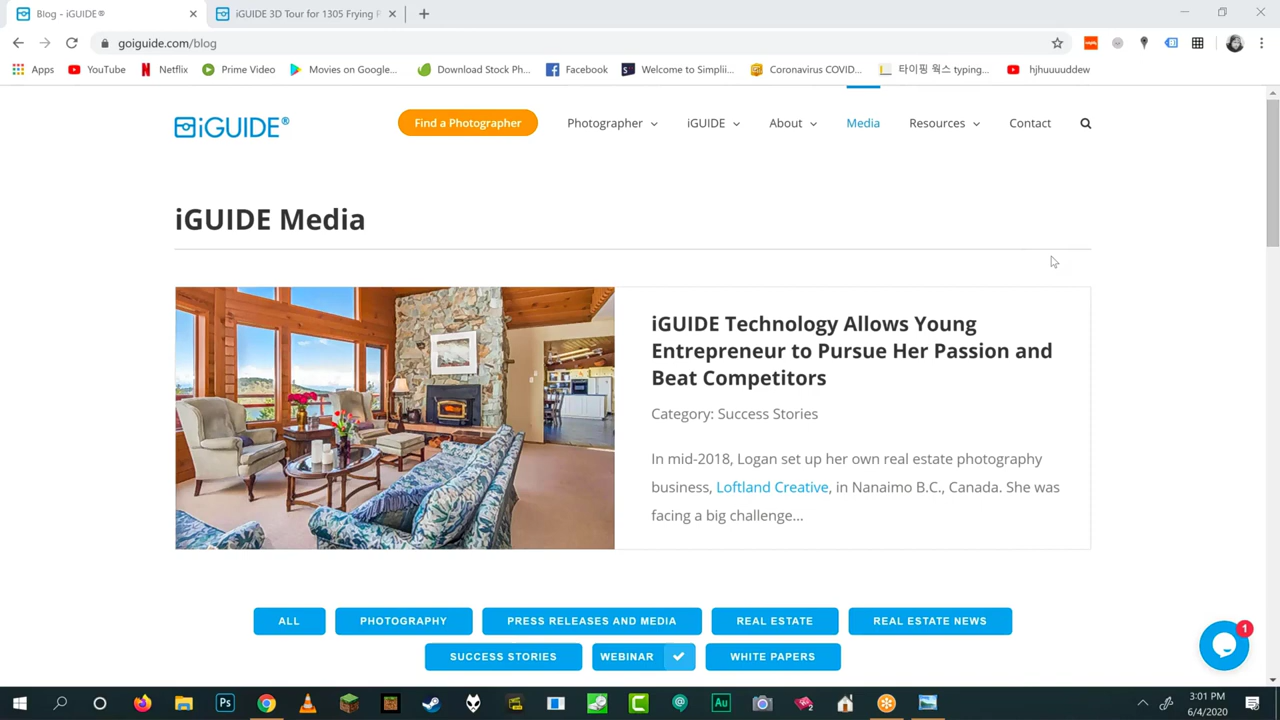 Blog - iGUIDE®
iGUIDE 3D Tour for 1305 Frying
goiguide.com/blog
Apps
YouTube
Netflix
Prime Video
Movies on Google...
Download Stock Ph...
Facebook
Welcome to Simplii...
Coronavirus COVID...
타이핑 웍스 typing...
hjhuuuuddew
iGUIDE®
Find a Photographer
Photographer
iGUIDE
About
Media
Resources
Contact
iGUIDE Media
iGUIDE Technology Allows Young
Entrepreneur to Pursue Her Passion and
Beat Competitors
Category: Success Stories
In mid-2018, Logan set up her own real estate photography
business, Loftland Creative, in Nanaimo B.C., Canada. She was
facing a big challenge...
ALL
PHOTOGRAPHY
PRESS RELEASES AND MEDIA
REAL ESTATE
REAL ESTATE NEWS
SUCCESS STORIES
WEBINAR
WHITE PAPERS
1
Ps
Au
3:01 PM
6/4/2020